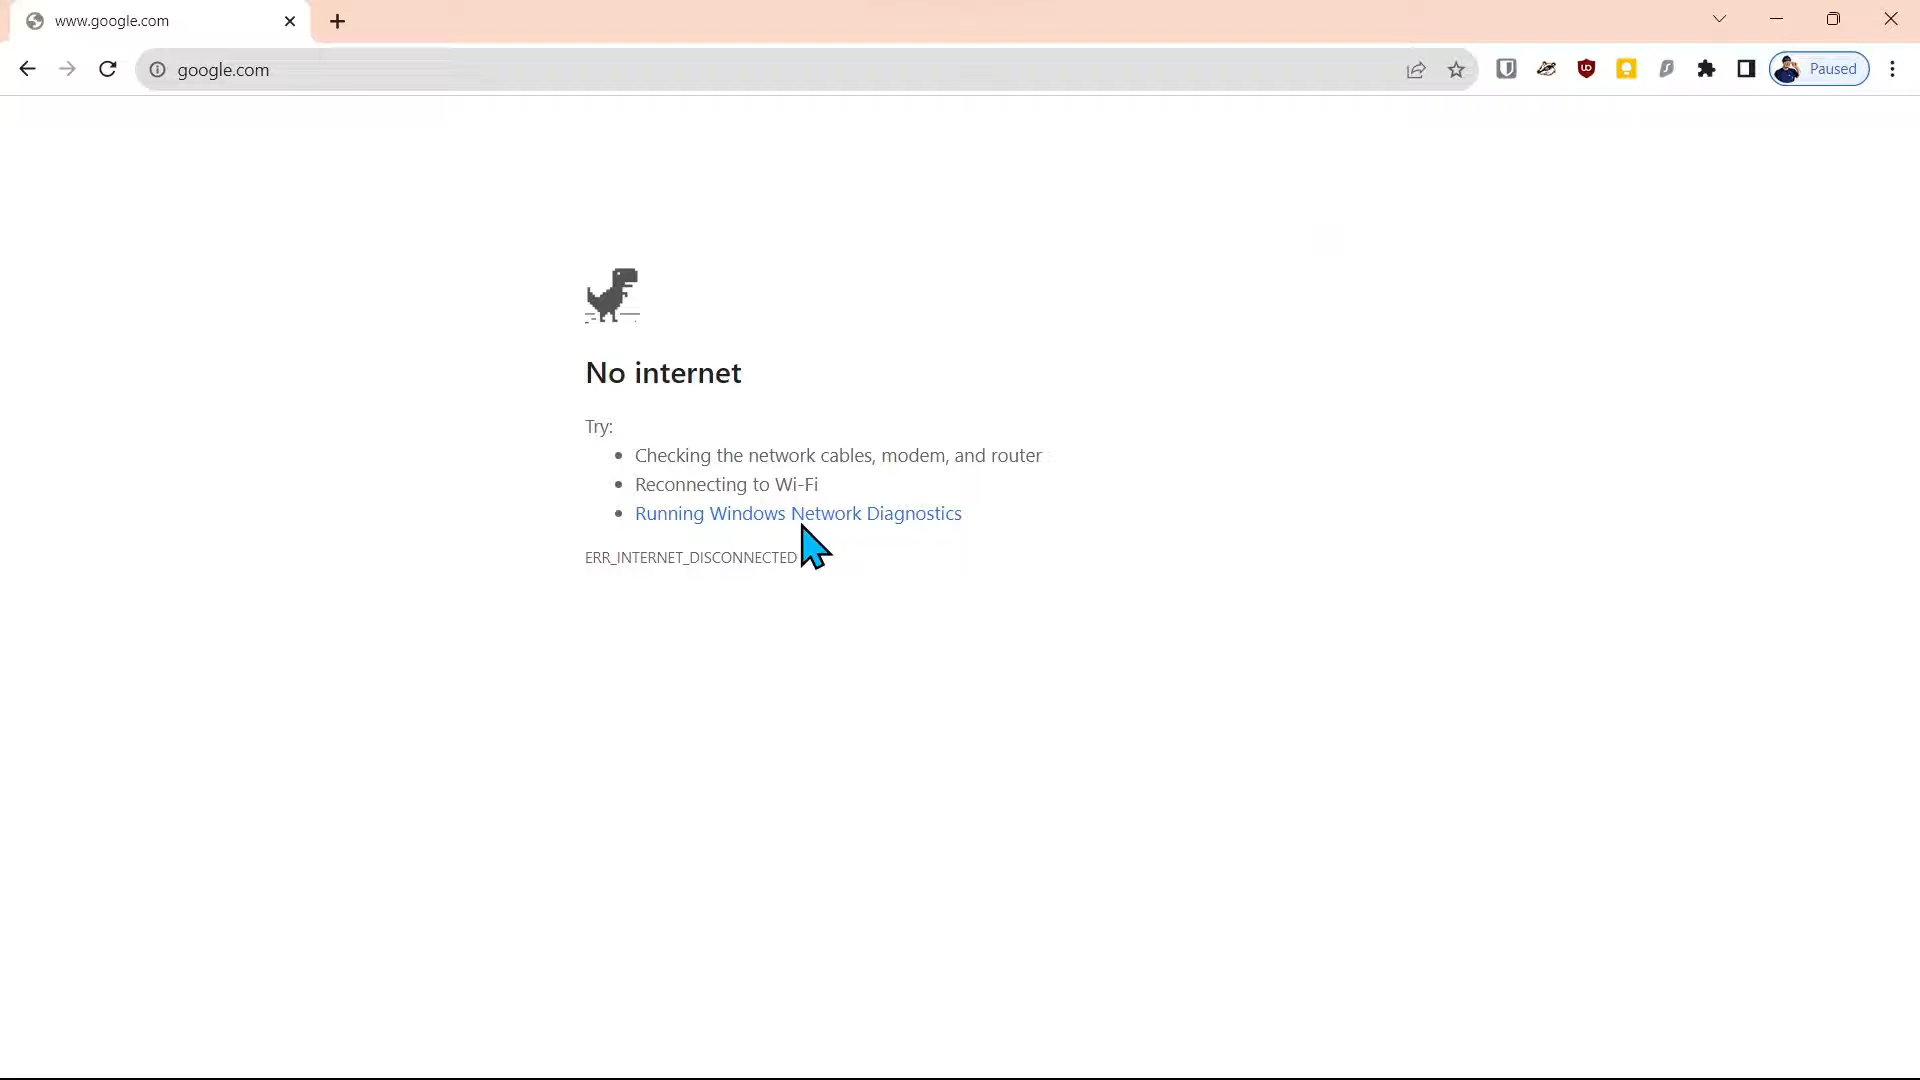 www.google.com
google.com
Paused
No internet
Try:
Checking the network cables, modem, and router
Reconnecting to Wi-Fi
Running Windows Network Diagnostics
ERR_INTERNET_DISCONNECTED